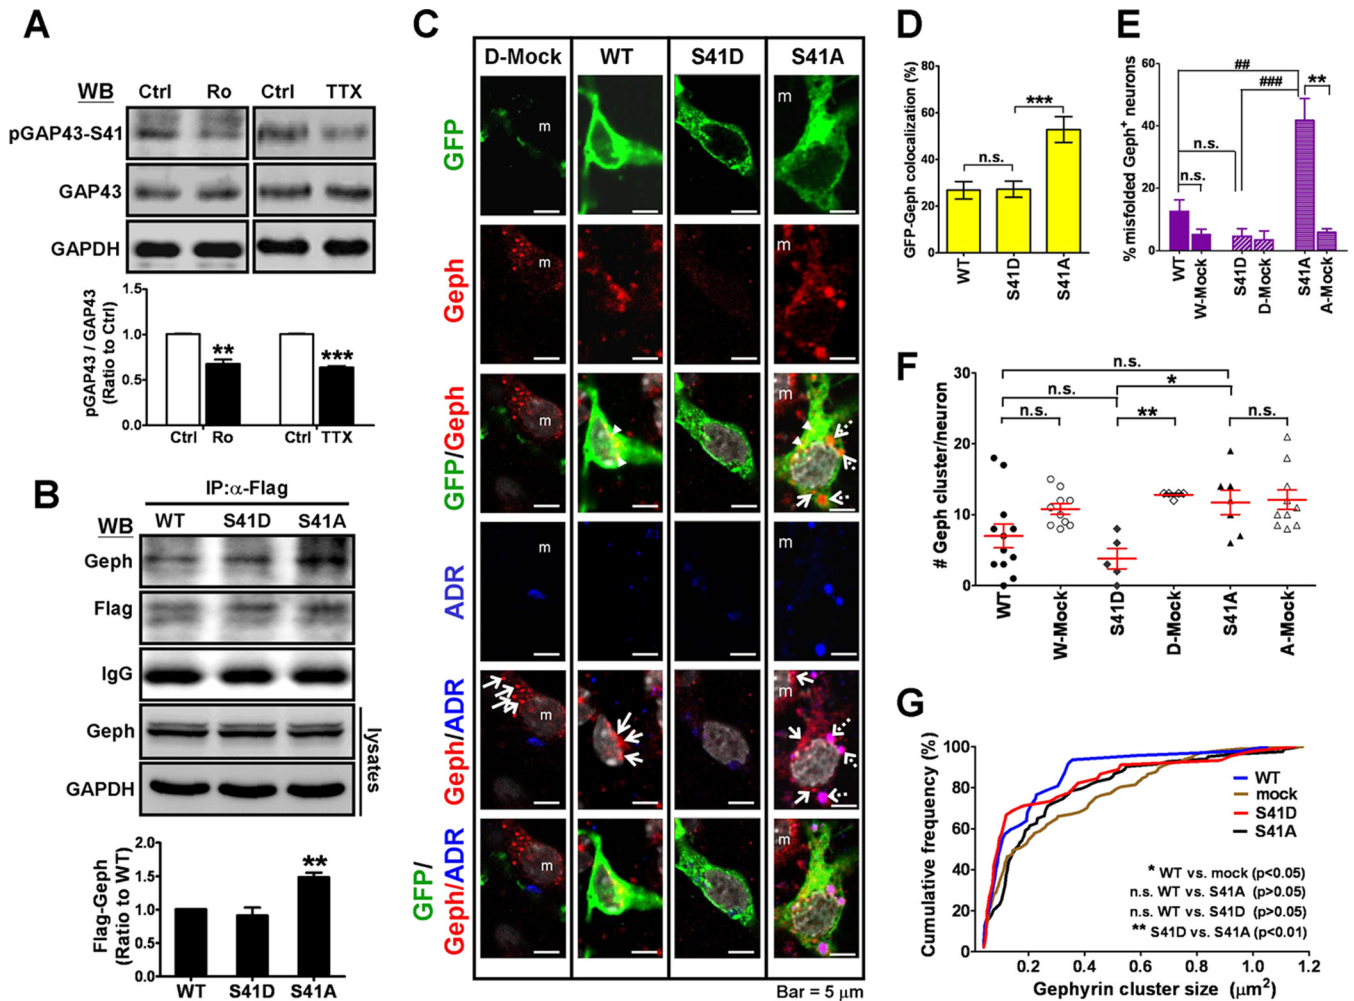 A
WB Ctrl Ro Ctrl TTX
pGAP43-S41
GAP43
GAPDH
pGAP43 / GAP43
(Ratio to Ctrl)
1.5
1.0
0.5
0.0
** ***
Ctrl Ro Ctrl TTX
B
IP:α-Flag
WB WT S41D S41A
Geph
Flag
IgG
Geph
GAPDH
lysates
Flag-Geph
(Ratio to WT)
2.0
1.5
1.0
0.5
0.0
**
WT S41D S41A
C
D-Mock WT S41D S41A
GFP
m m
Geph
m m
GFP/Geph
m m
ADR
m m
Geph/ADR
m m
GFP/
Geph/ADR
m m
Bar = 5 μm
D
GFP-Geph colocalization (%)
80
60
40
20
0
n.s. ***
WT S41D S41A
E
% misfolded Geph+ neurons
60
40
20
0
##
### **
n.s.
n.s.
WT W-Mock S41D D-Mock S41A A-Mock
F
# Geph cluster/neuron
30
20
10
0
n.s.
n.s. *
n.s. ** n.s.
WT W-Mock S41D D-Mock S41A A-Mock
G
Cumulative frequency (%)
100
80
60
40
20
0
WT
mock
S41D
S41A
* WT vs. mock (p<0.05)
n.s. WT vs. S41A (p>0.05)
n.s. WT vs. S41D (p>0.05)
** S41D vs. S41A (p<0.01)
0.2 0.4 0.6 0.8 1.0 1.2
Gephyrin cluster size (μm2)